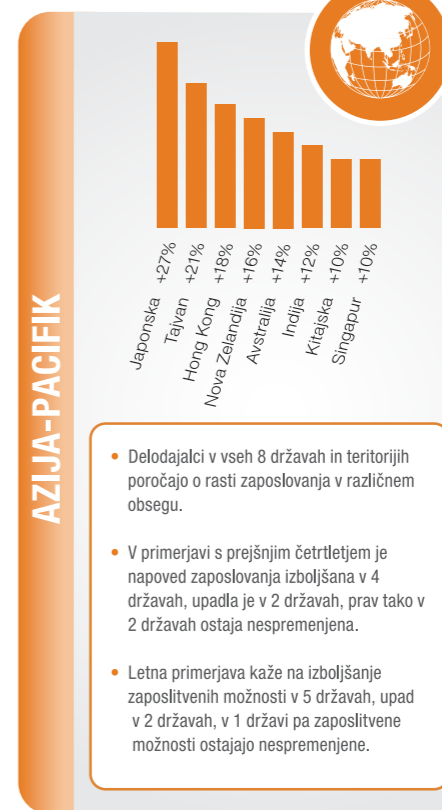 AZIJA-PACIFIK
Japonska +27%
Tajvan +21%
Hong Kong +18%
Nova Zelandija +16%
Avstralija +14%
Indija +12%
Kitajska +10%
Singapur +10%
• Delodajalci v vseh 8 državah in teritorijih
poročajo o rasti zaposlovanja v različnem
obsegu.
• V primerjavi s prejšnjim četrtletjem je
napoved zaposlovanja izboljšana v 4
državah, upadla je v 2 državah, prav tako v
2 državah ostaja nespremenjena.
• Letna primerjava kaže na izboljšanje
zaposlitvenih možnosti v 5 državah, upad
v 2 državah, v 1 državi pa zaposlitvene
možnosti ostajajo nespremenjene.